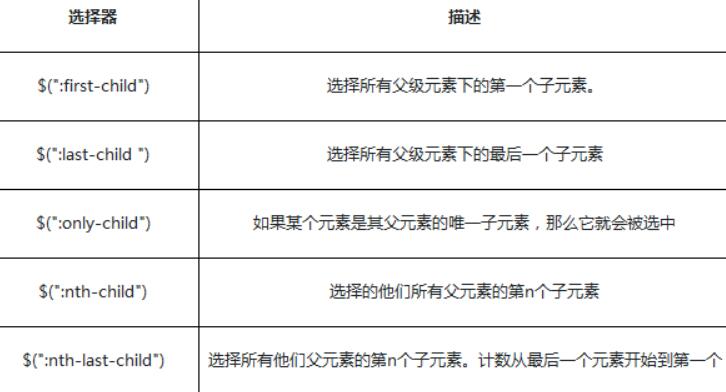 选择器 描述
$(":first-child") 选择所有父级元素下的第一个子元素。
$(":last-child ") 选择所有父级元素下的最后一个子元素
$(":only-child") 如果某个元素是其父元素的唯一子元素，那么它就会被选中
$(":nth-child") 选择的他们所有父元素的第n个子元素
$(":nth-last-child") 选择所有他们父元素的第n个子元素。计数从最后一个元素开始到第一个